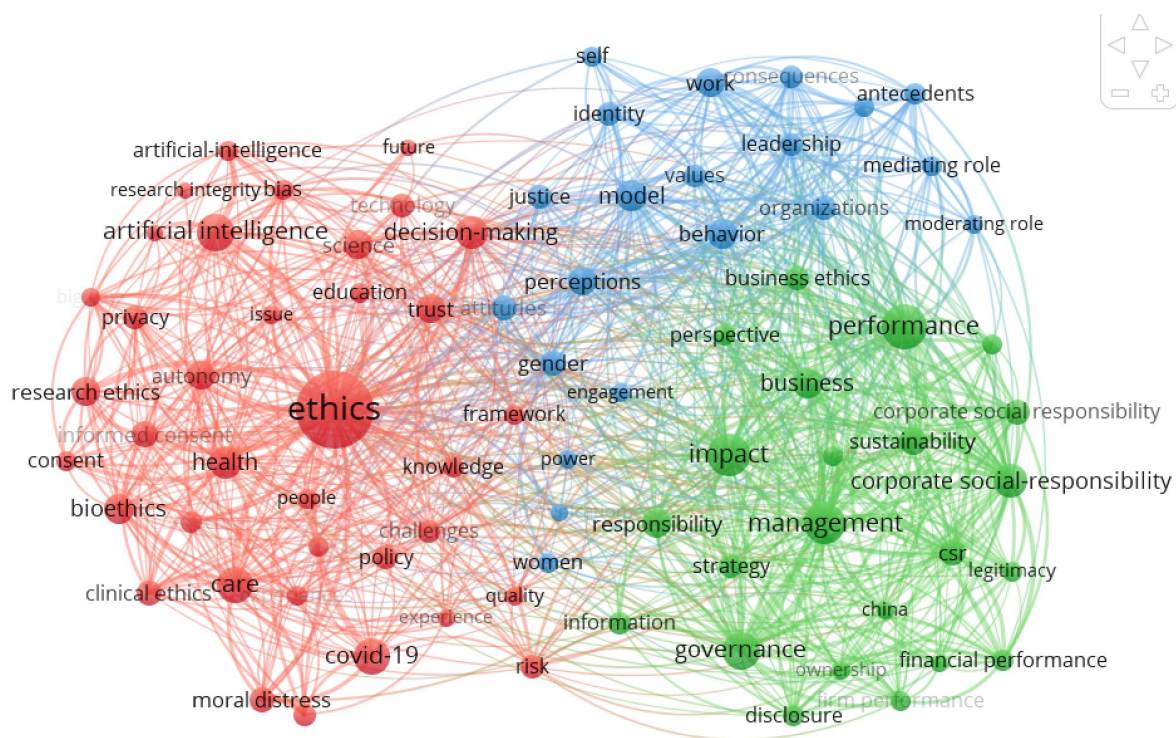 self
work
consequences
antecedents
identity
leadership
artificial-intelligence
future
mediating role
research integrity
bias
values
justice
model
technology
organizations
artificial intelligence
decision-making
moderating role
behavior
science
business ethics
perceptions
education
big
privacy
issue
trust
attitudes
performance
perspective
gender
autonomy
business
research ethics
engagement
ethics
framework
corporate social responsibility
informed consent
sustainability
consent
health
knowledge
power
impact
corporate social-responsibility
people
bioethics
challenges
responsibility
management
policy
women
strategy
csr
legitimacy
care
clinical ethics
quality
china
experience
information
covid-19
risk
governance
ownership
financial performance
moral distress
firm performance
disclosure